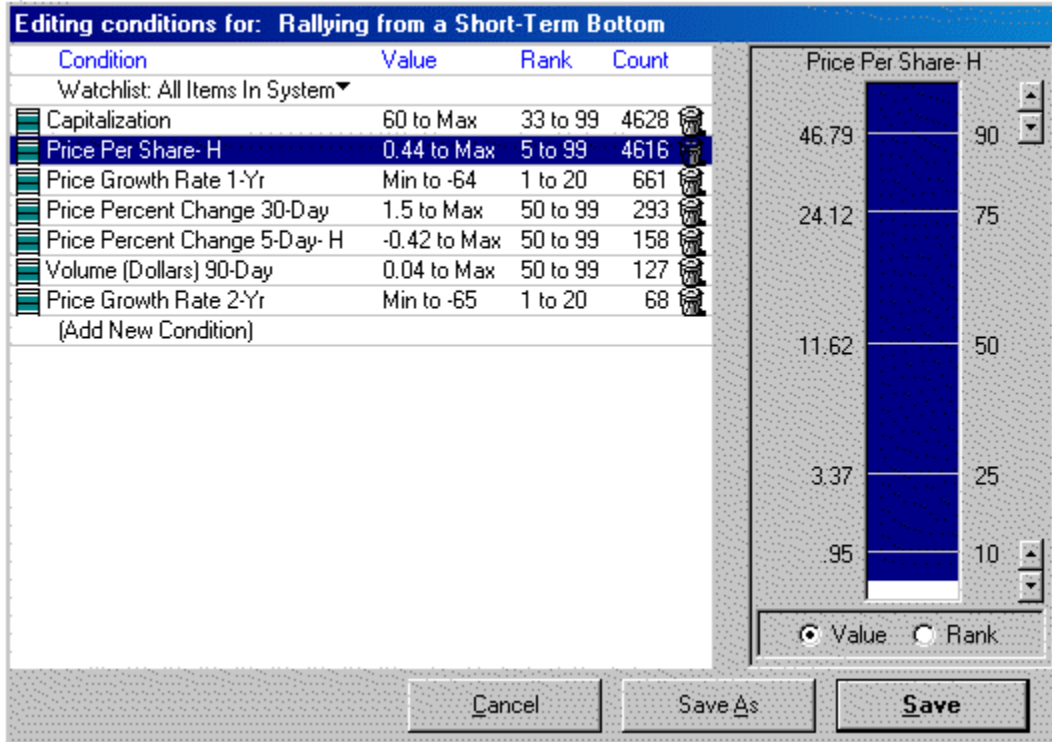 Editing conditions for: Rallying from a Short-Term Bottom
Condition Value Rank Count
Watchlist: All Items In System
Capitalization 60 to Max 33 to 99 4628
Price Per Share- H 0.44 to Max 5 to 99 4616
Price Growth Rate 1-Yr Min to -64 1 to 20 661
Price Percent Change 30-Day 1.5 to Max 50 to 99 293
Price Percent Change 5-Day- H -0.42 to Max 50 to 99 158
Volume (Dollars) 90-Day 0.04 to Max 50 to 99 127
Price Growth Rate 2-Yr Min to -65 1 to 20 68
(Add New Condition)
Price Per Share- H
46.79 90
24.12 75
11.62 50
3.37 25
.95 10
Value Rank
Cancel Save As Save